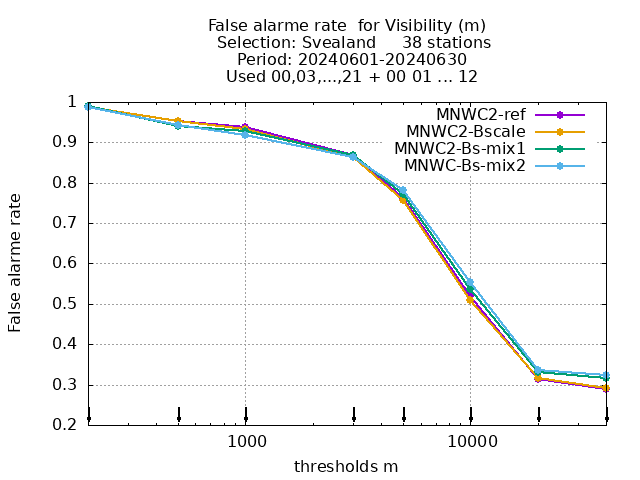 False alarme rate  for Visibility (m)
Selection: Svealand     38 stations
Period: 20240601-20240630
Used 00,03,...,21 + 00 01 ... 12
MNWC2-ref
MNWC2-Bscale
MNWC2-Bs-mix1
MNWC-Bs-mix2
False alarme rate
1
0.9
0.8
0.7
0.6
0.5
0.4
0.3
0.2
1000 10000
thresholds m